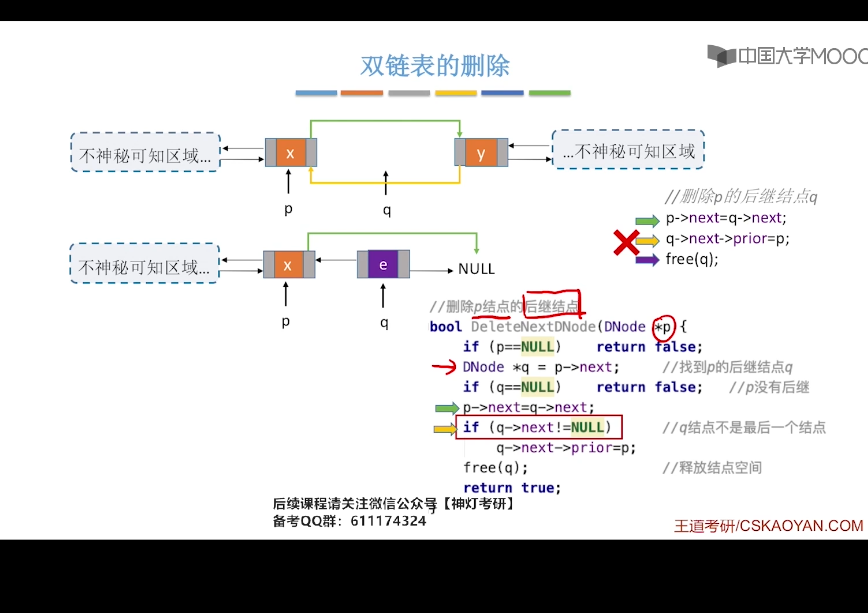 中国大学MOOC
双链表的删除
不神秘可知区域...
x
y
...不神秘可知区域
p
q
//删除p的后继结点q
p->next=q->next;
q->next->prior=p;
free(q);
不神秘可知区域...
x
e
NULL
p
q
//删除p结点的后继结点
bool DeleteNextDNode(DNode *p){
if (p==NULL) return false;
DNode *q = p->next; //找到p的后继结点q
if (q==NULL) return false; //p没有后继
p->next=q->next;
if (q->next!=NULL) //q结点不是最后一个结点
q->next->prior=p;
free(q); //释放结点空间
return true;
}
后续课程请关注微信公众号【神灯考研】
备考QQ群：611174324
王道考研/CSKAOYAN.COM